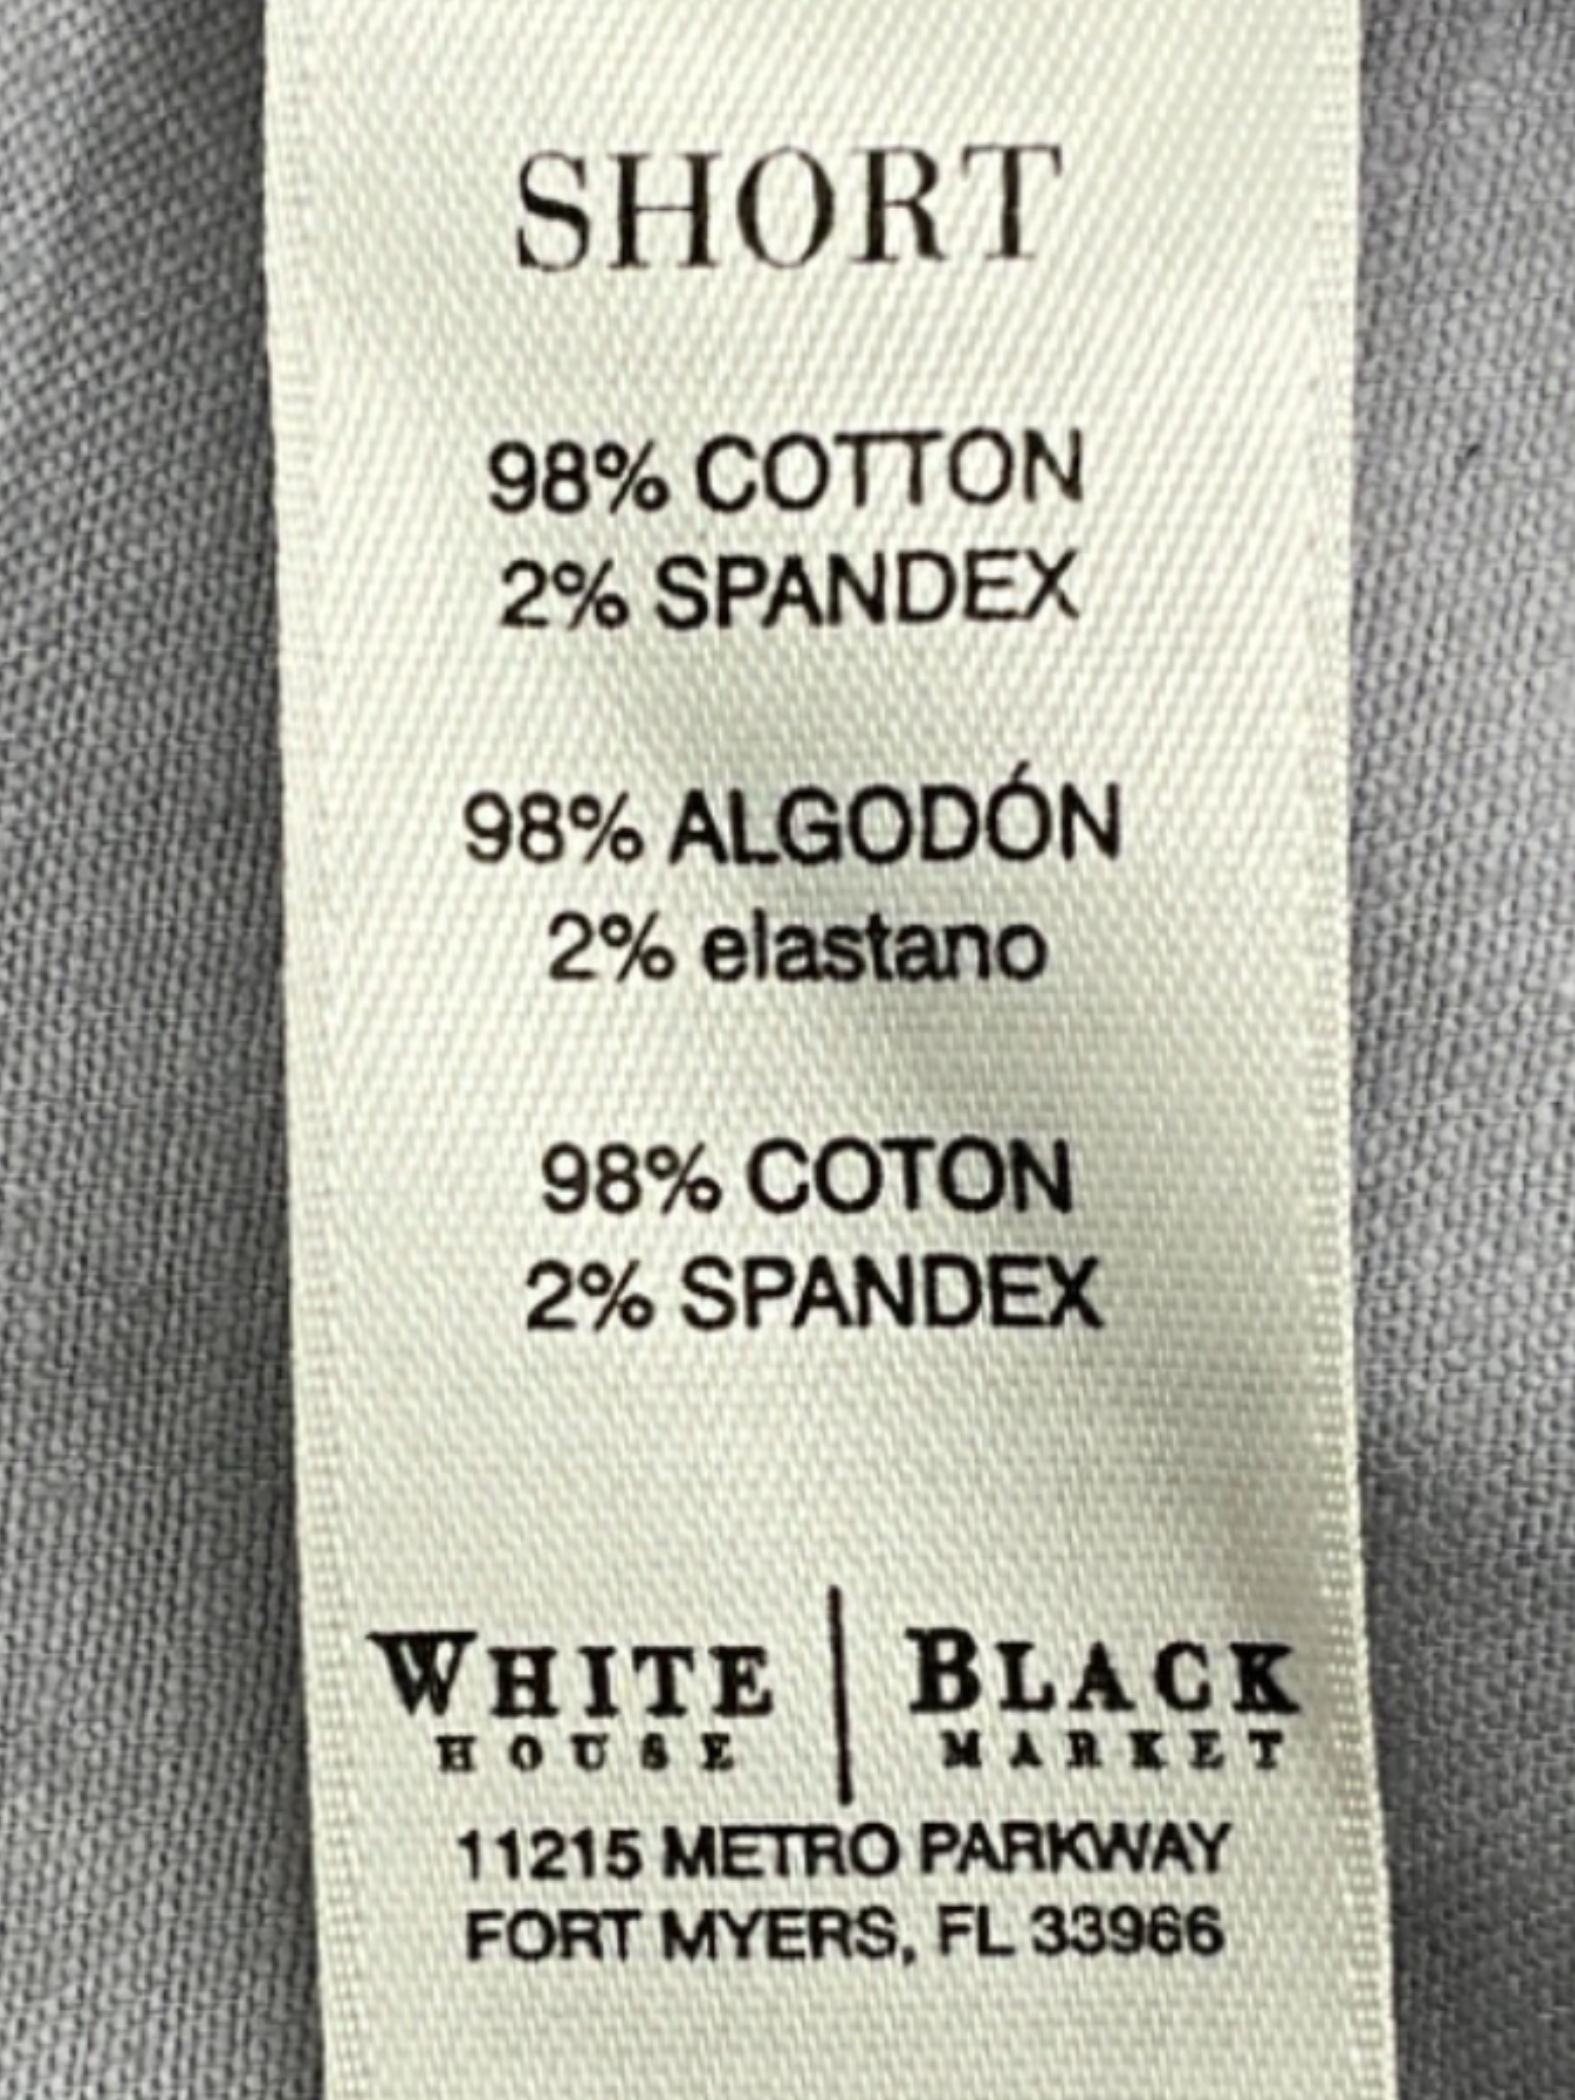 SHORT
98% COTTON
2% SPANDEX
98% ALGODÓN
2% elastano
98% COTON
2% SPANDEX
WHITE | BLACK
HOUSE MARKET
11215 METRO PARKWAY
FORT MYERS, FL 33966